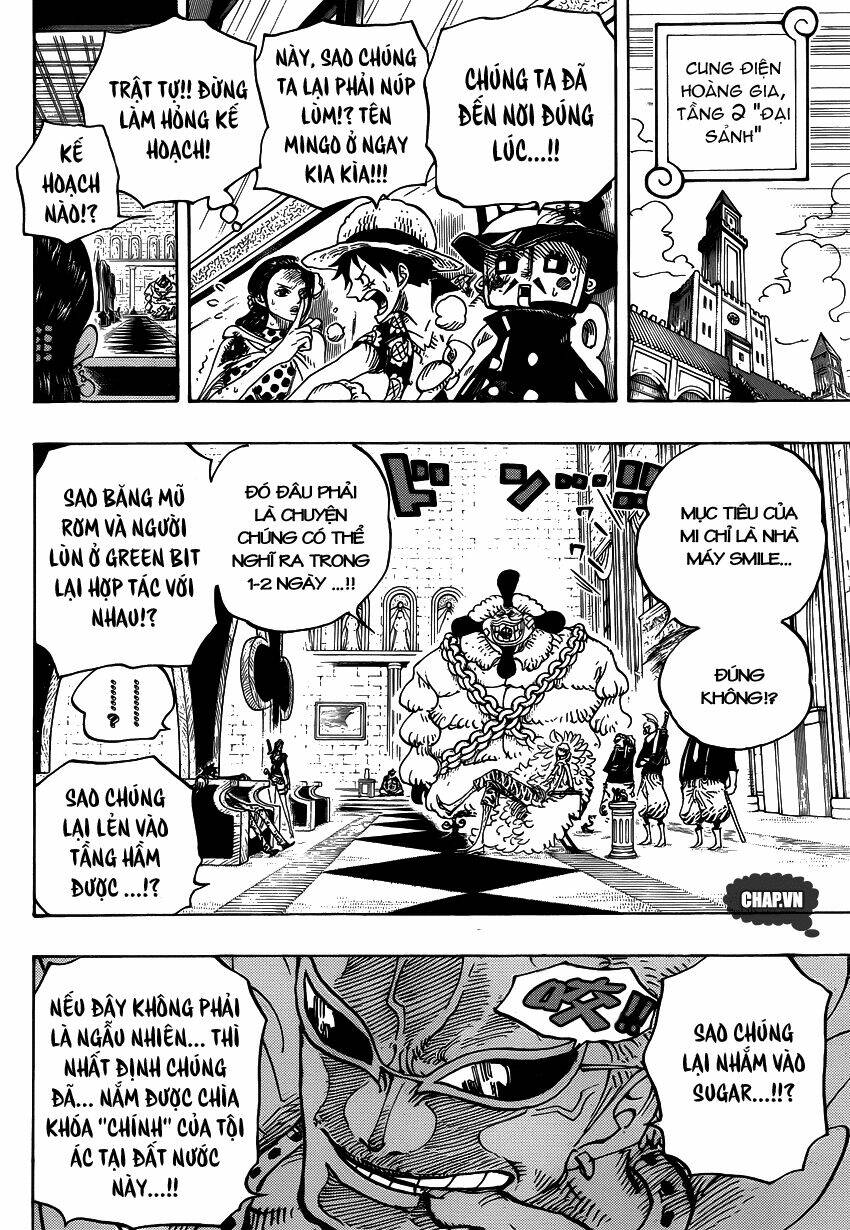 CUNG ĐIỆN
HOÀNG GIA,
TẦNG 2 "ĐẠI
SẢNH"
CHÚNG TA ĐÃ
ĐẾN NƠI ĐÚNG
LÚC...!!
NÀY, SAO CHÚNG
TA LẠI PHẢI NÚP
LÙM!? TÊN
MINGO Ở NGAY
KIA KÌA!!!
TRẬT TỰ!! ĐỪNG
LÀM HỎNG KẾ
HOẠCH!
KẾ
HOẠCH
NÀO!?
MỤC TIÊU CỦA
MI CHỈ LÀ NHÀ
MÁY SMILE...
ĐÚNG
KHÔNG!?
ドン...!!
ĐÓ ĐÂU PHẢI
LÀ CHUYỆN
CHÚNG CÓ THỂ
NGHĨ RA TRONG
1-2 NGÀY ...!!
SAO BĂNG MŨ
RƠM VÀ NGƯỜI
LÙN Ở GREEN BIT
LẠI HỢP TÁC VỚI
NHAU!?
..........!
..........?
SAO CHÚNG
LẠI LẺN VÀO
TẦNG HẦM
ĐƯỢC ...!?
CHAP.VN
SAO CHÚNG
LẠI NHẮM VÀO
SUGAR...!!?
咬!!
NẾU ĐÂY KHÔNG PHẢI
LÀ NGẪU NHIÊN... THÌ
NHẤT ĐỊNH CHÚNG
ĐÃ... NẮM ĐƯỢC CHÌA
KHÓA "CHÍNH" CỦA TỘI
ÁC TẠI ĐẤT NƯỚC
NÀY...!!